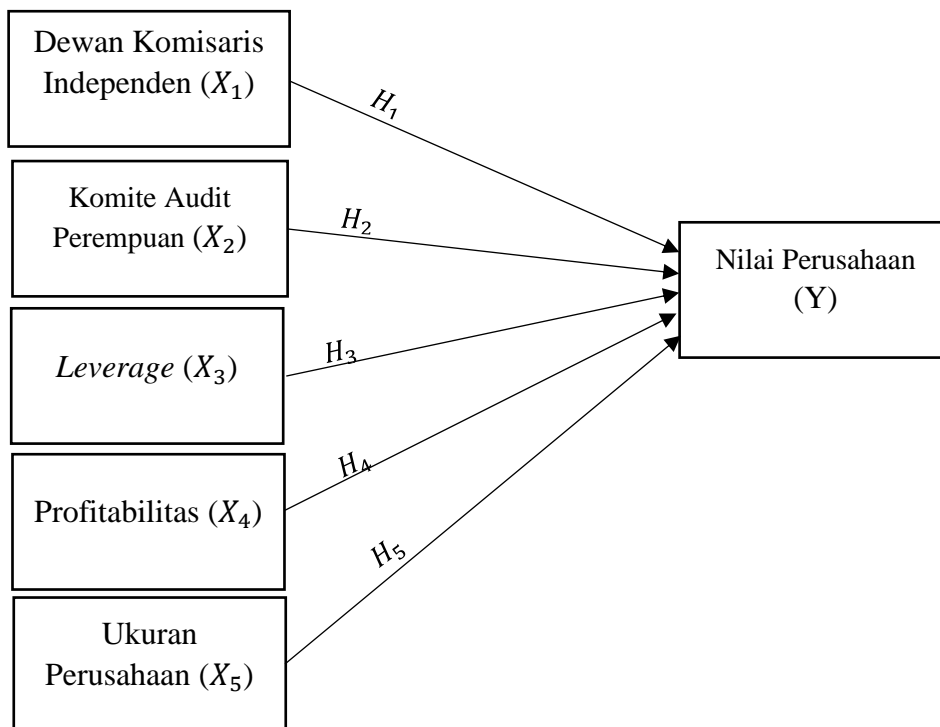 Dewan Komisaris
Independen (𝑋₁)
𝐻₁
Komite Audit
Perempuan (𝑋₂)
𝐻₂
Nilai Perusahaan
(Y)
Leverage (𝑋₃)
𝐻₃
Profitabilitas (𝑋₄)
𝐻₄
𝐻₅
Ukuran
Perusahaan (𝑋₅)